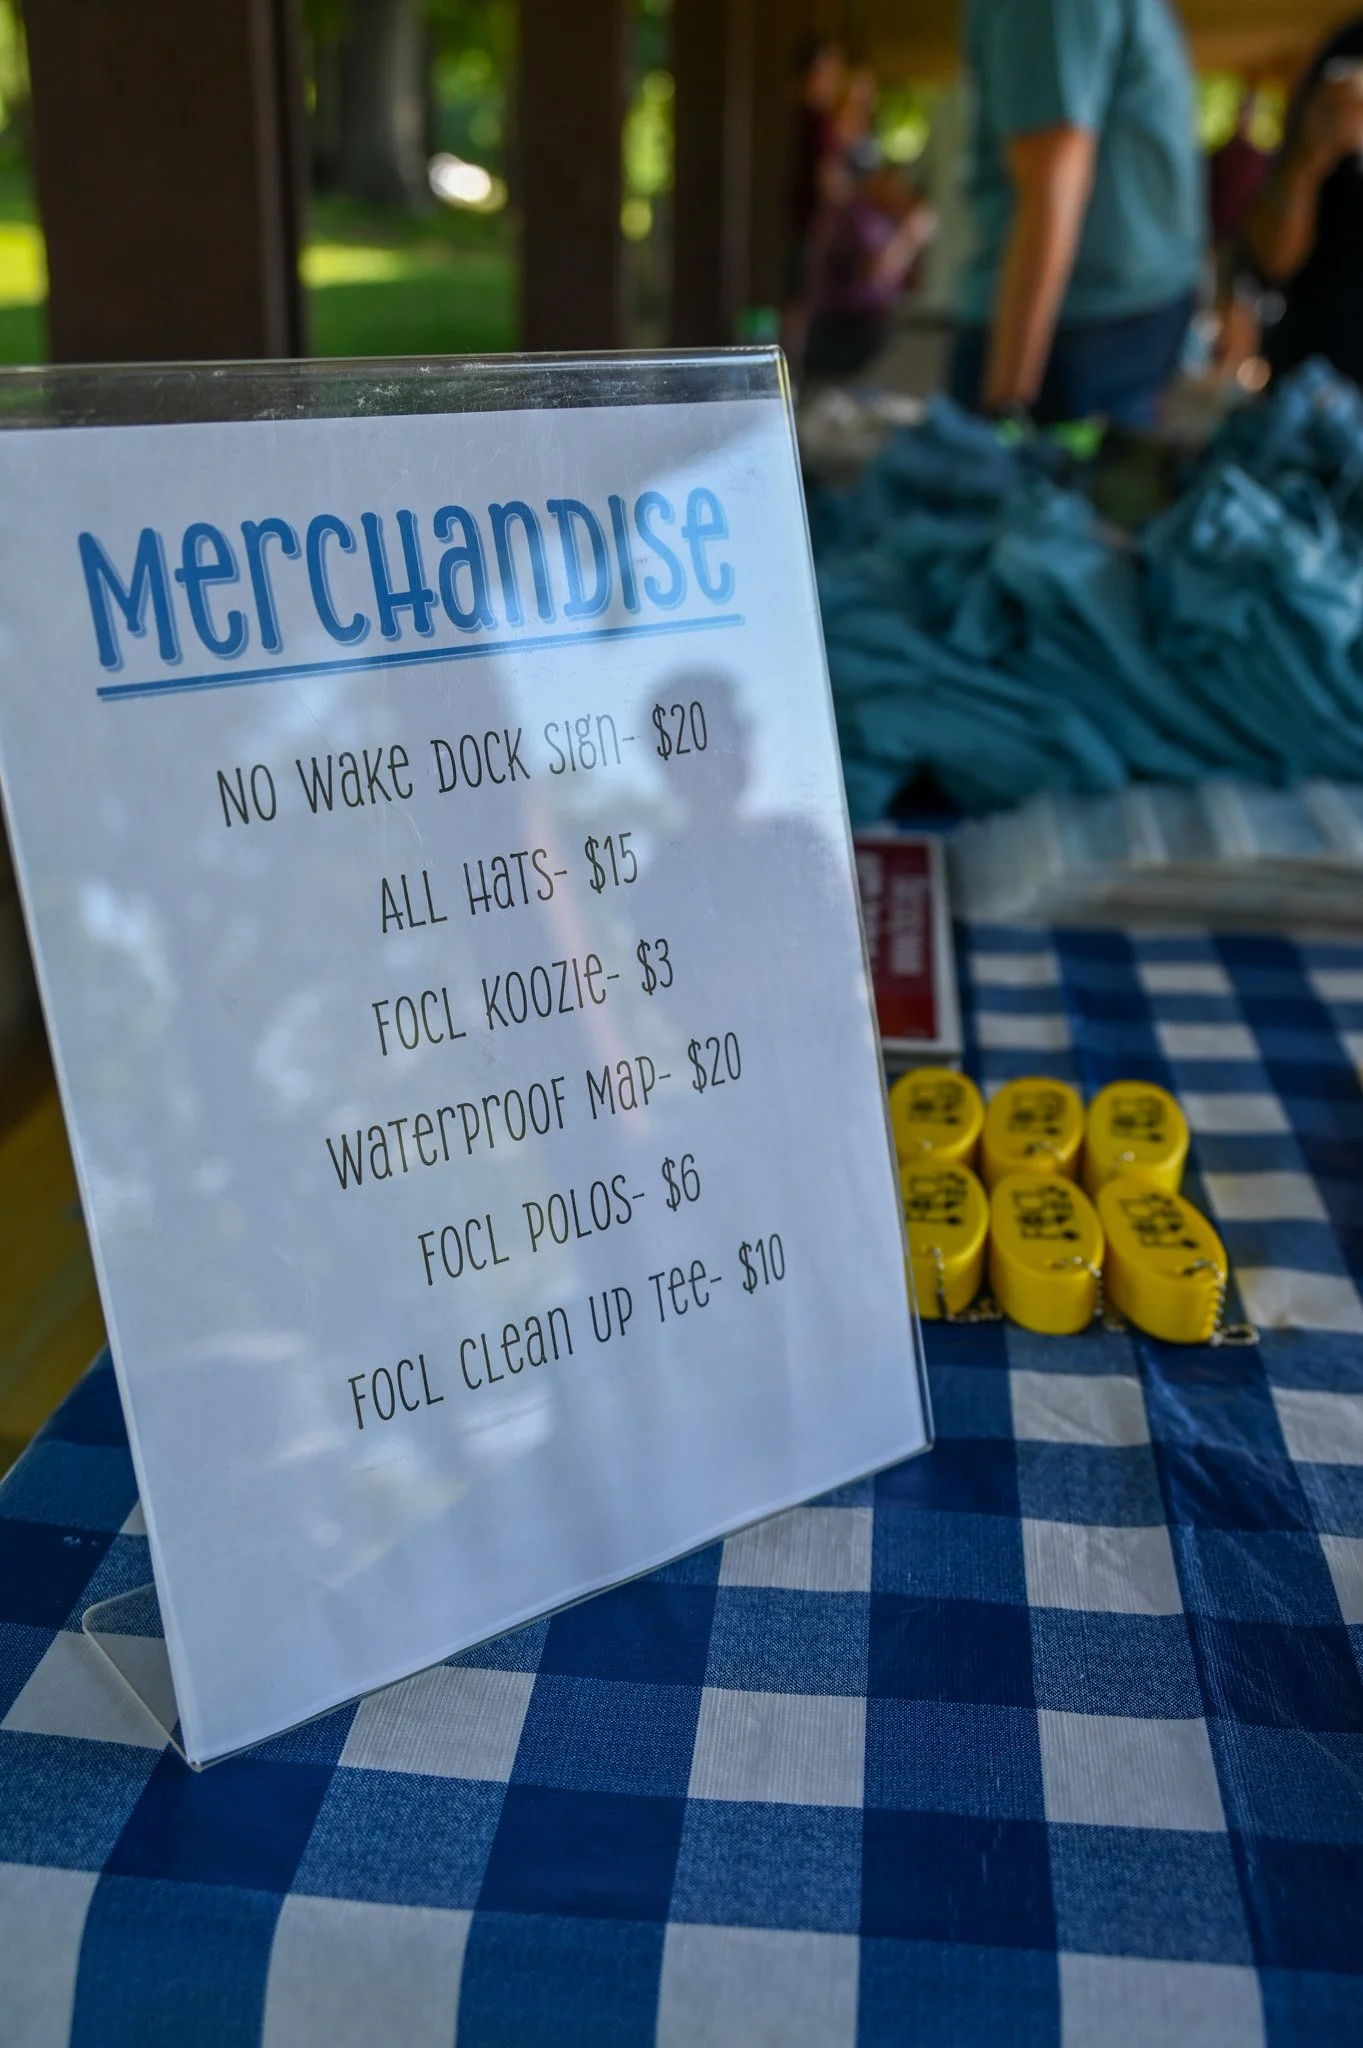 MercHanDISe
NO Wake DOCK SIgn- $20
ALL HaTS- $15
FOCL KOOZIe- $3
WaTerPrOOF MaP- $20
FOCL POLOS- $6
FOCL CLean UP Tee- $10